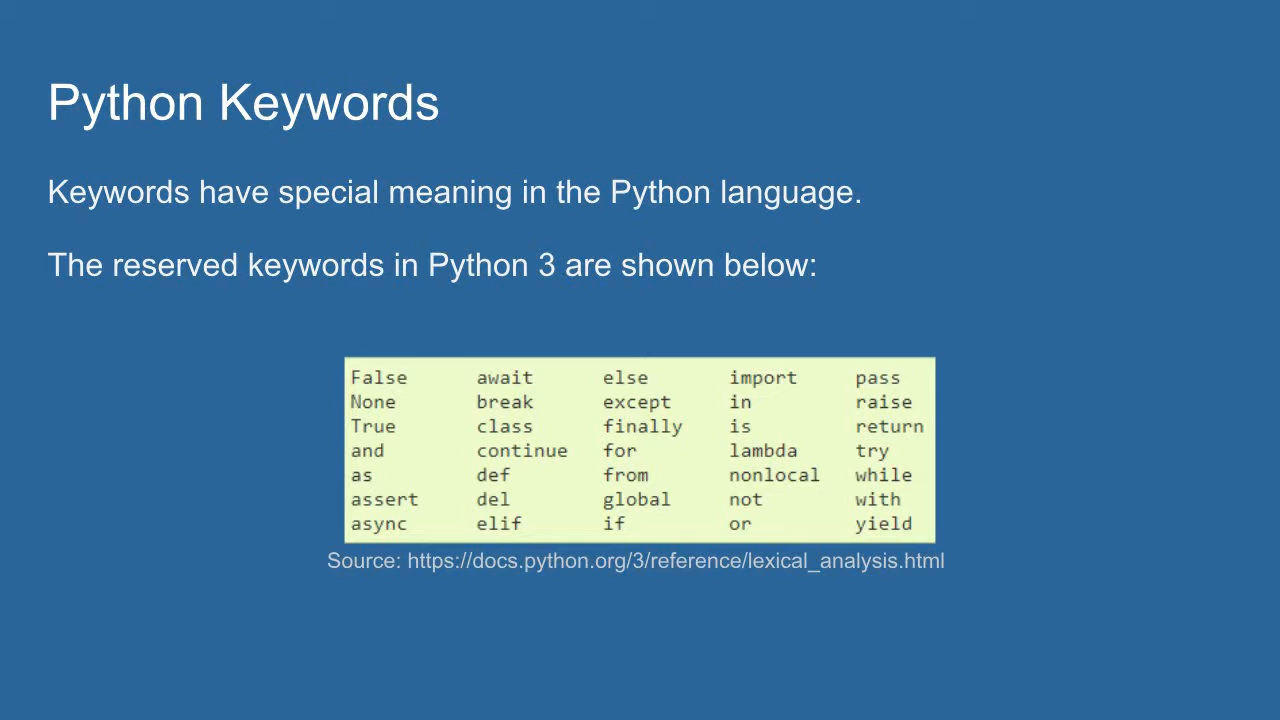 Python Keywords
Keywords have special meaning in the Python language.
The reserved keywords in Python 3 are shown below:
False await else import pass
None break except in raise
True class finally is return
and continue for lambda try
as def from nonlocal while
assert del global not with
async elif if or yield
Source: https://docs.python.org/3/reference/lexical_analysis.html